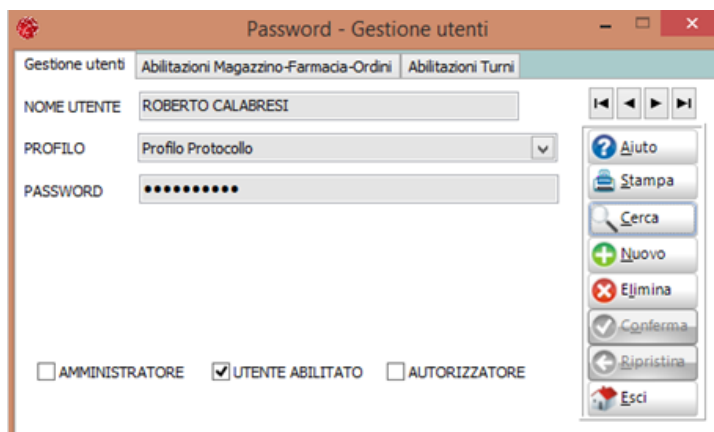 Password - Gestione utenti
Gestione utenti Abilitazioni Magazzino-Farmacia-Ordini Abilitazioni Turni
NOME UTENTE ROBERTO CALABRESI
PROFILO Profilo Protocollo
PASSWORD ••••••••••
Aiuto
Stampa
Cerca
Nuovo
Elimina
Conferma
Ripristina
Esci
AMMINISTRATORE UTENTE ABILITATO AUTORIZZATORE